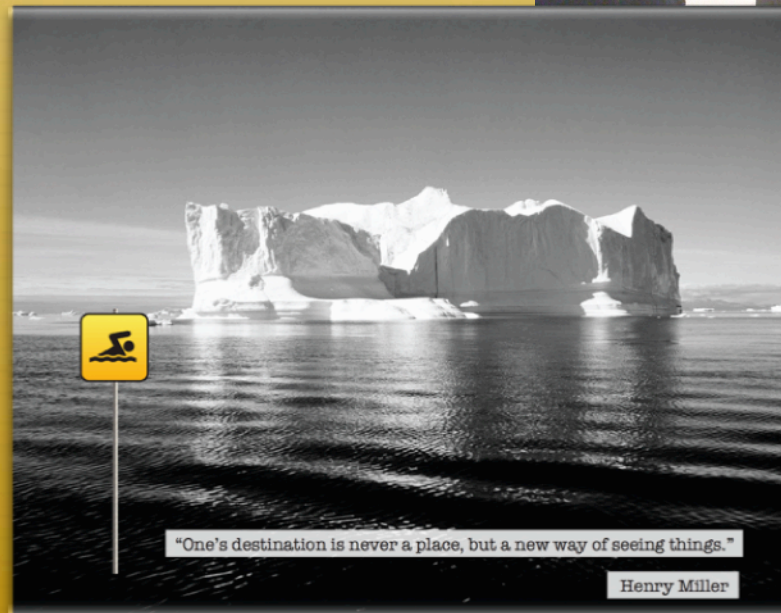 “One’s destination is never a place, but a new way of seeing things.”
Henry Miller